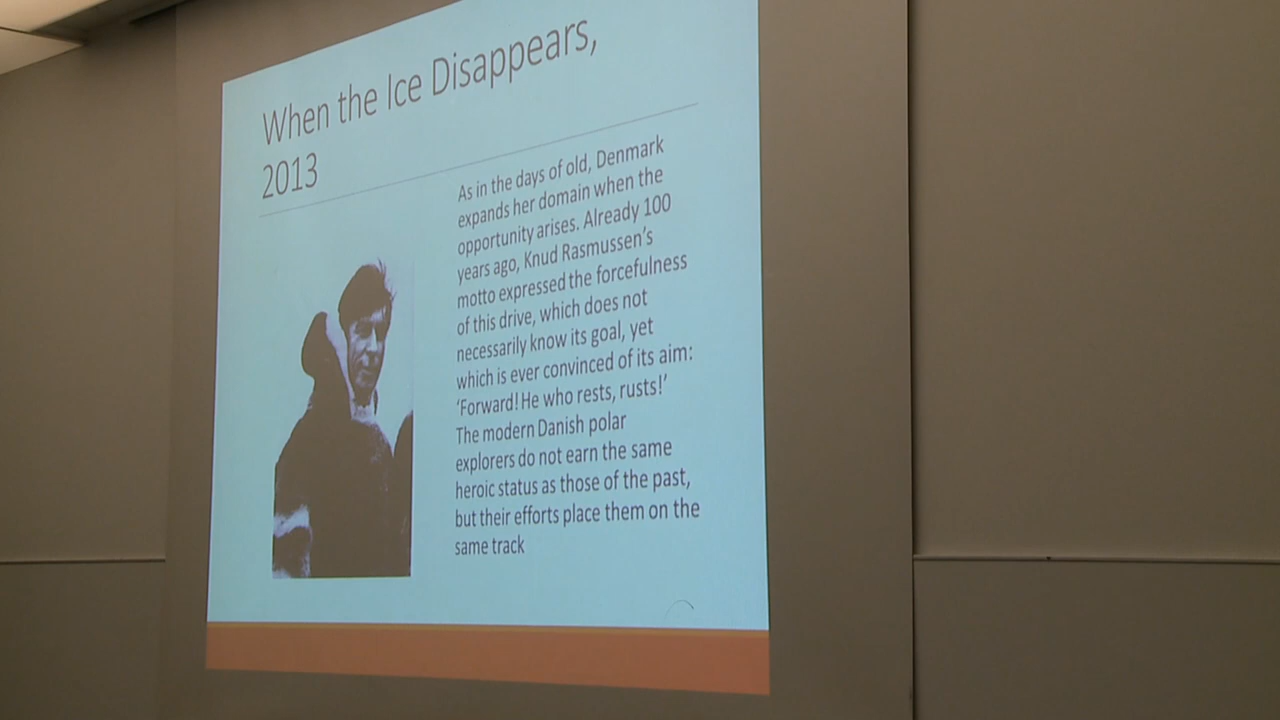 When the Ice Disappears,
2013
As in the days of old, Denmark
expands her domain when the
opportunity arises. Already 100
years ago, Knud Rasmussen's
motto expressed the forcefulness
of this drive, which does not
necessarily know its goal, yet
which is ever convinced of its aim:
'Forward! He who rests, rusts!'
The modern Danish polar
explorers do not earn the same
heroic status as those of the past,
but their efforts place them on the
same track